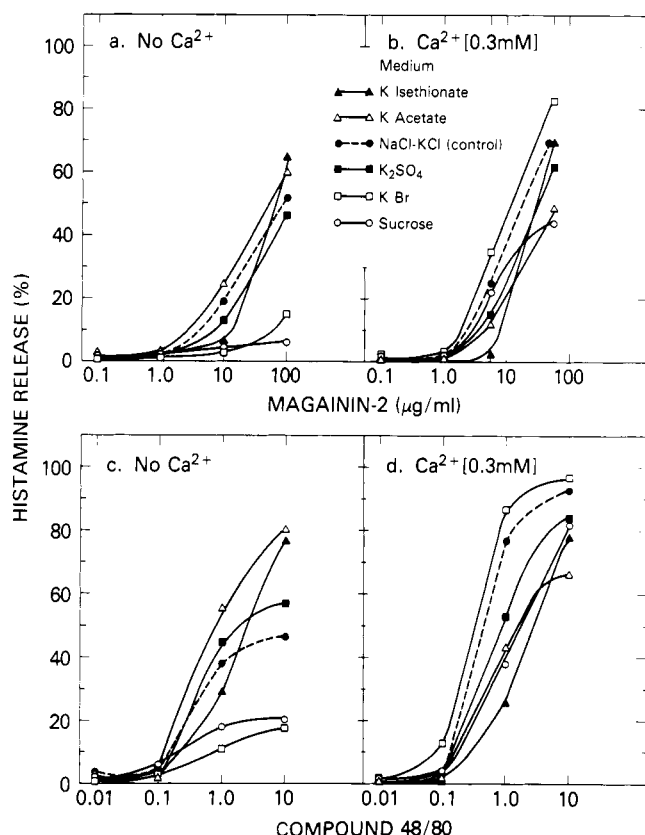 a. No Ca2+
b. Ca2+[0.3mM]
Medium
K Isethionate
K Acetate
NaCl-KCl (control)
K2SO4
K Br
Sucrose
100
80
60
40
20
0
0.1 1.0 10 100
0.1 1.0 10 100
MAGAININ-2 (µg/ml)
HISTAMINE RELEASE (%)
c. No Ca2+
d. Ca2+[0.3mM]
100
80
60
40
20
0
0.01 0.1 1.0 10
0.01 0.1 1.0 10
COMPOUND 48/80